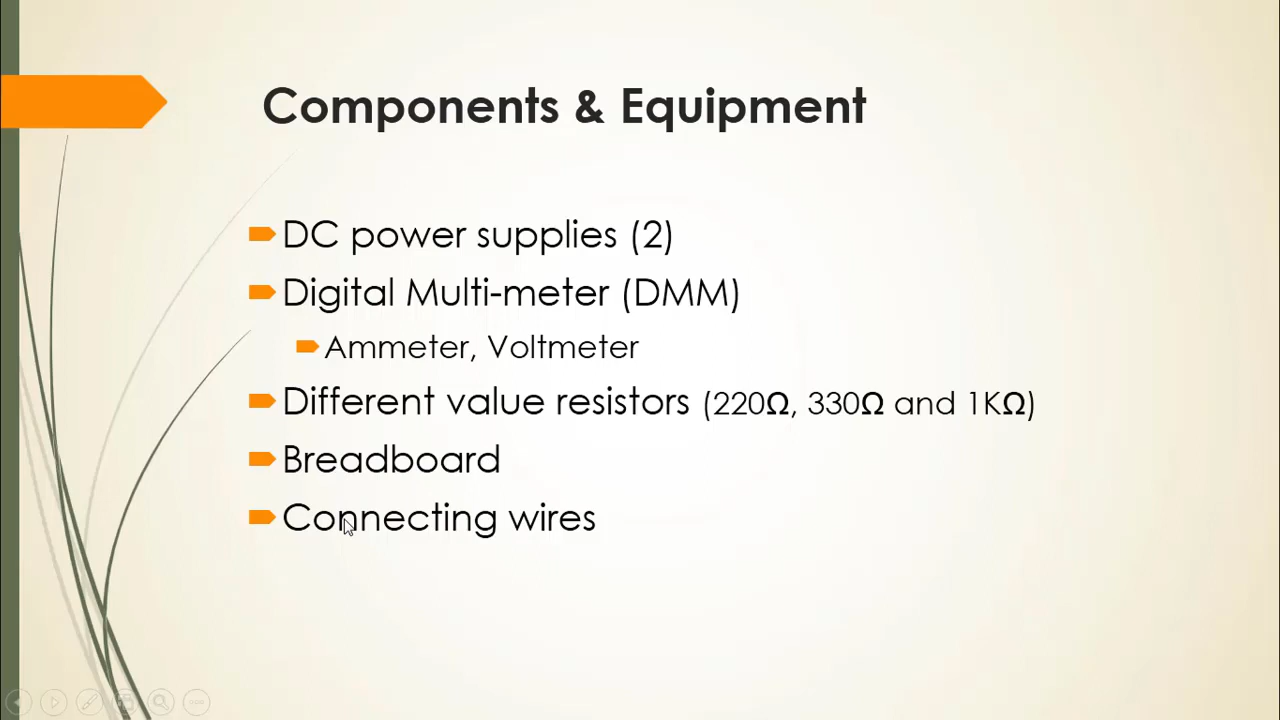 Components & Equipment
DC power supplies (2)
Digital Multi-meter (DMM)
Ammeter, Voltmeter
Different value resistors (220Ω, 330Ω and 1KΩ)
Breadboard
Connecting wires